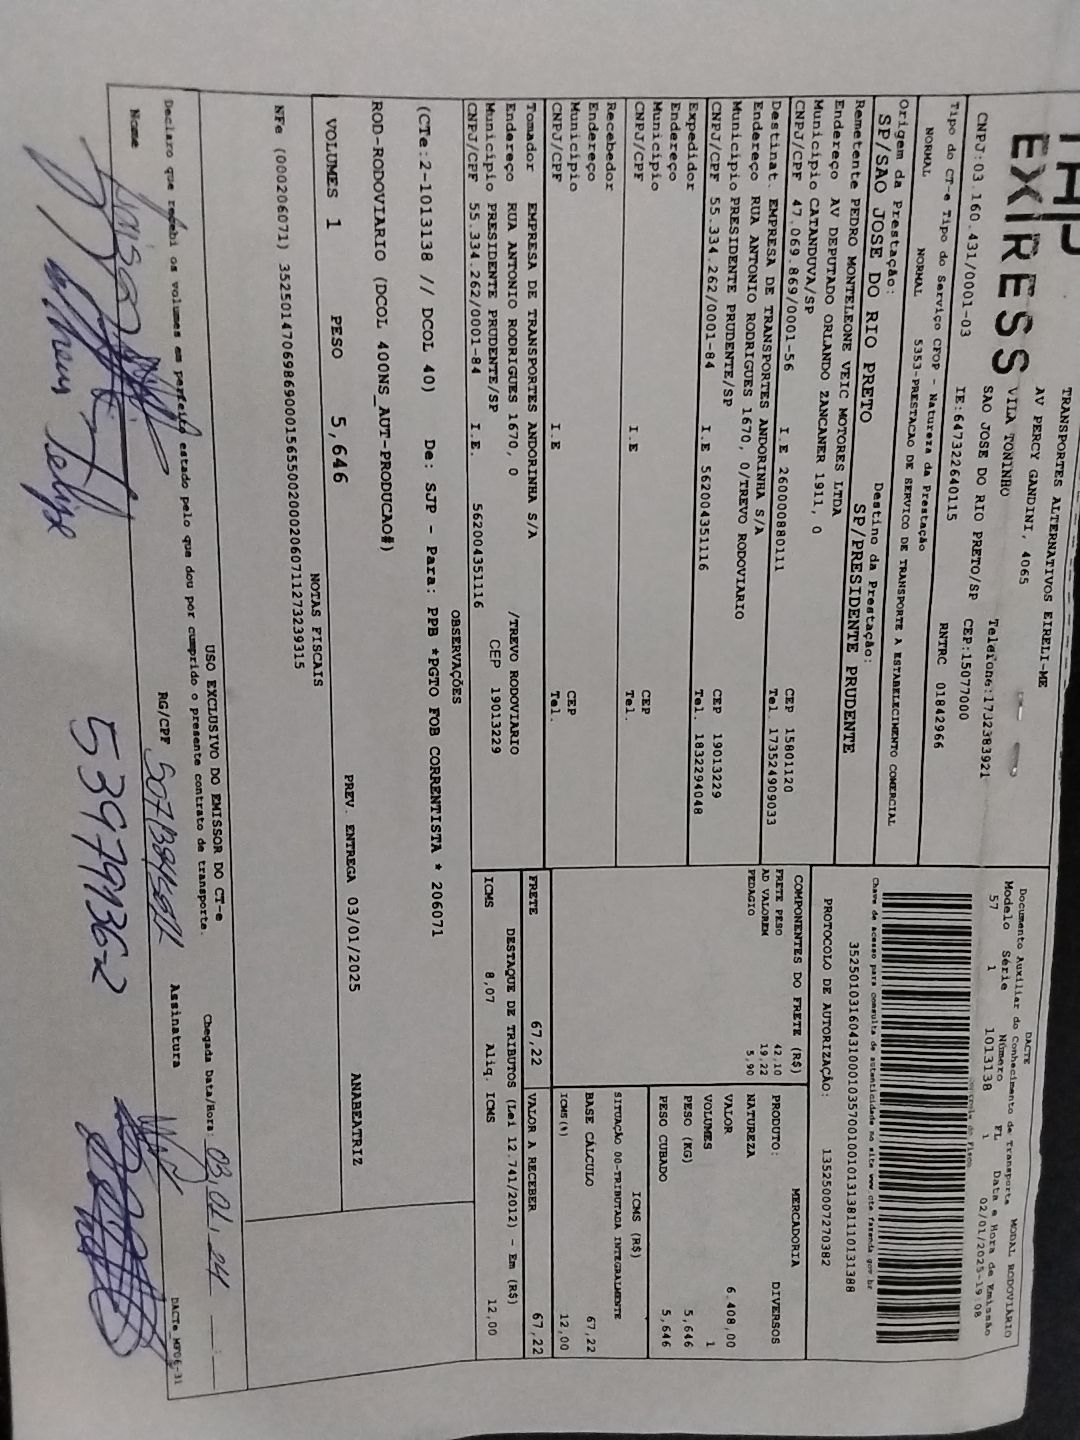 EXPRESS
TRANSPORTES ALTERNATIVOS EIRELI-ME
AV PERCY GANDINI, 4065
VILA TONINHO
SAO JOSE DO RIO PRETO/SP CEP:15077000
Telefone:1732383921
CNPJ:03.160.431/0001-03 IE:647322640115 RNTRC 01842966
Tipo do CT-e Tipo do Serviço CFOP - Natureza da Prestação
NORMAL NORMAL 5353-PRESTACAO DE SERVICO DE TRANSPORTE A ESTABELECIMENTO COMERCIAL
Origem da Prestação: Destino da Prestação:
SP/SAO JOSE DO RIO PRETO SP/PRESIDENTE PRUDENTE
Remetente PEDRO MONTELEONE VEIC MOTORES LTDA
Endereço AV DEPUTADO ORLANDO ZANCANER 1911, 0
Município CATANDUVA/SP CEP 15801120
CNPJ/CPF 47.069.869/0001-56 I.E 260000880111 Tel. 173524909033
Destinat. EMPRESA DE TRANSPORTES ANDORINHA S/A
Endereço RUA ANTONIO RODRIGUES 1670, 0/TREVO RODOVIARIO
Município PRESIDENTE PRUDENTE/SP CEP 19013229
CNPJ/CPF 55.334.262/0001-84 I.E 562004351116 Tel. 1832294048
Expedidor
Endereço
Município CEP
CNPJ/CPF I.E Tel.
Recebedor
Endereço
Município CEP
CNPJ/CPF I.E Tel.
Tomador EMPRESA DE TRANSPORTES ANDORINHA S/A
Endereço RUA ANTONIO RODRIGUES 1670, 0 /TREVO RODOVIARIO
Município PRESIDENTE PRUDENTE/SP CEP 19013229
CNPJ/CPF 55.334.262/0001-84 I.E. 562004351116
DACTE MODAL RODOVIÁRIO
Documento Auxiliar do Conhecimento de Transporte
Modelo Série Número FL Data e Hora de Emissão
57 1 1013138 1 02/01/2025-19:08
Controle do Fisco
Chave de acesso para consulta de autenticidade no site www.cte.fazenda.gov.br
35250103160431000103570010010131381110131388
PROTOCOLO DE AUTORIZAÇÃO: 135250007270382
COMPONENTES DO FRETE (R$)
FRETE PESO 42,10
AD VALOREM 19,22
PEDAGIO 5,90
MERCADORIA
PRODUTO: DIVERSOS
NATUREZA
VALOR 6.408,00
VOLUMES 1
PESO (KG) 5,646
PESO CUBADO 5,646
ICMS (R$)
SITUAÇÃO 00-TRIBUTADA INTEGRALMENTE
BASE CÁLCULO 67,22
ICMS(%) 12,00
FRETE 67,22 VALOR A RECEBER 67,22
DESTAQUE DE TRIBUTOS (Lei 12.741/2012) - Em (R$)
ICMS 8,07 Aliq. ICMS 12,00
OBSERVAÇÕES
(CTe:2-1013138 // DCOL 40) De: SJP - Para: PPB *PGTO FOB CORRENTISTA * 206071
ROD-RODOVIARIO (DCOL 400NS_AUT-PRODUCAO#)
VOLUMES 1 PESO 5,646 PREV. ENTREGA 03/01/2025 ANABEATRIZ
NOTAS FISCAIS
NFe (000206071) 35250147069869000156550020002060711273239315
USO EXCLUSIVO DO EMISSOR DO CT-e
Declaro que recebi os volumes em perfeito estado pelo que dou por cumprido o presente contrato de transporte.
Chegada Data/Hora: 03/01/24
Nome RG/CPF Assinatura
539791362
DACTe_MP06-31